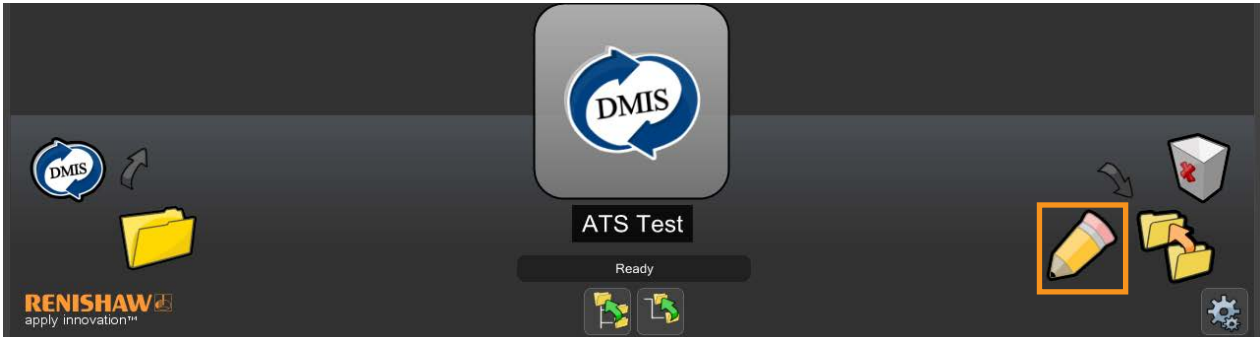 DMIS
DMIS
ATS Test
Ready
RENISHAW
apply innovation™